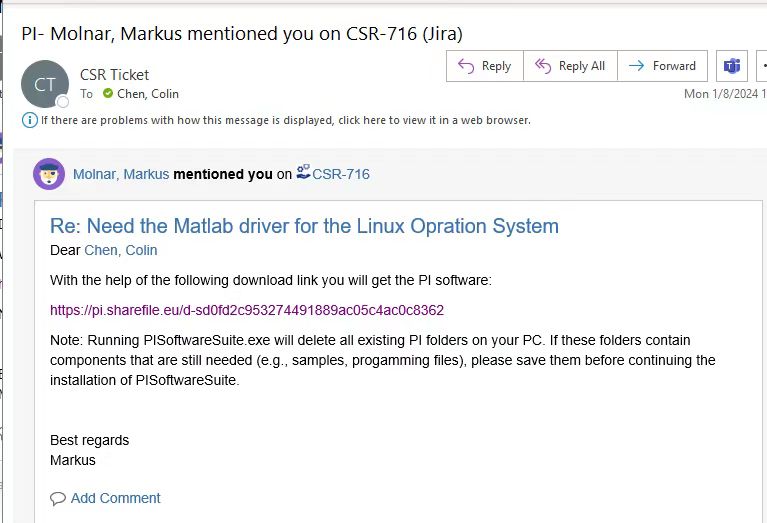 PI- Molnar, Markus mentioned you on CSR-716 (Jira)
CT
CSR Ticket
To Chen, Colin
Reply
Reply All
Forward
Mon 1/8/2024 1
If there are problems with how this message is displayed, click here to view it in a web browser.
Molnar, Markus mentioned you on CSR-716
Re: Need the Matlab driver for the Linux Opration System
Dear Chen, Colin
With the help of the following download link you will get the PI software:
https://pi.sharefile.eu/d-sd0fd2c953274491889ac05c4ac0c8362
Note: Running PISoftwareSuite.exe will delete all existing PI folders on your PC. If these folders contain
components that are still needed (e.g., samples, progamming files), please save them before continuing the
installation of PISoftwareSuite.
Best regards
Markus
Add Comment